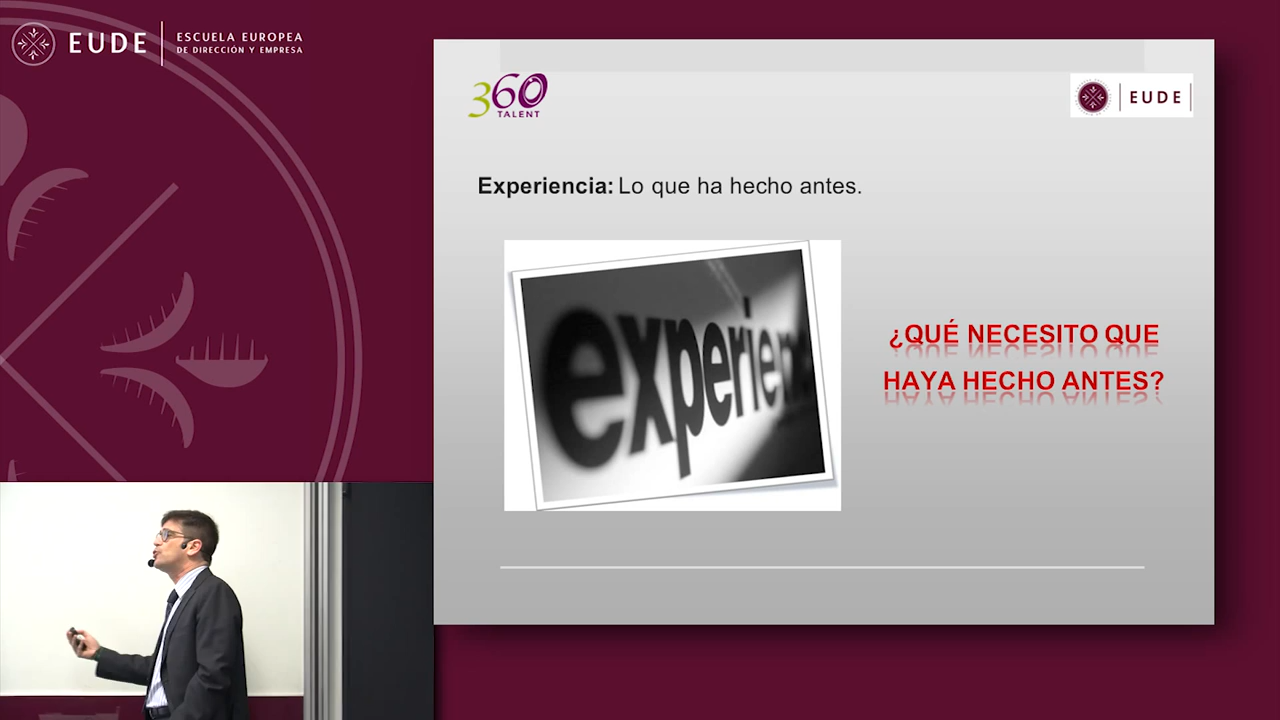 EUDE
ESCUELA EUROPEA
DE DIRECCIÓN Y EMPRESA
360
TALENT
EUDE
Experiencia: Lo que ha hecho antes.
experien
¿QUÉ NECESITO QUE
HAYA HECHO ANTES?